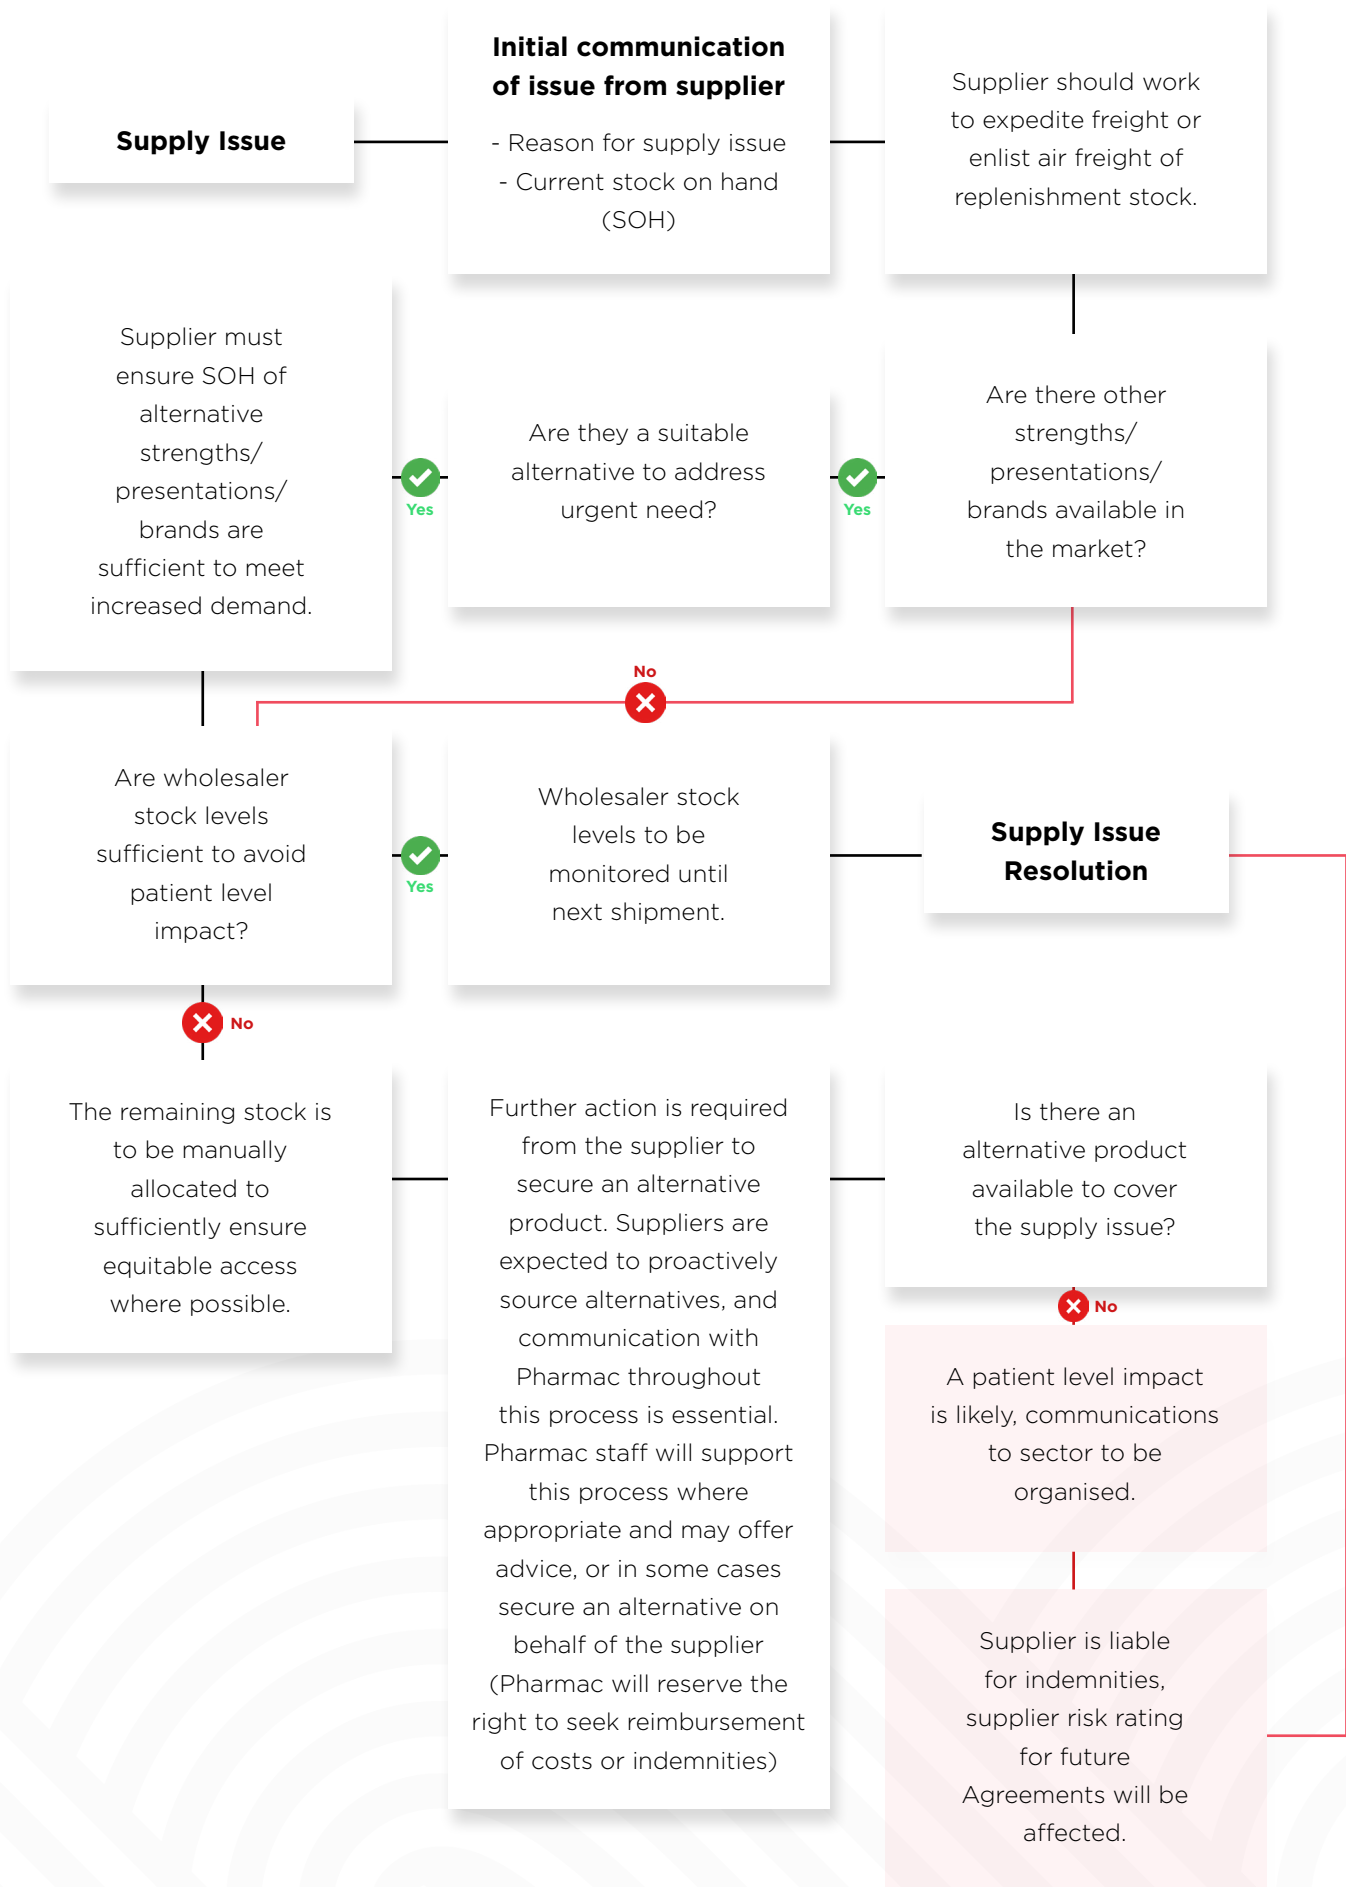 Supply Issue
Initial communication
of issue from supplier
- Reason for supply issue
- Current stock on hand
(SOH)
Supplier should work
to expedite freight or
enlist air freight of
replenishment stock.
Supplier must
ensure SOH of
alternative
strengths/
presentations/
brands are
sufficient to meet
increased demand.
Yes
Are they a suitable
alternative to address
urgent need?
Yes
Are there other
strengths/
presentations/
brands available in
the market?
No
Are wholesaler
stock levels
sufficient to avoid
patient level
impact?
Yes
Wholesaler stock
levels to be
monitored until
next shipment.
Supply Issue
Resolution
No
The remaining stock is
to be manually
allocated to
sufficiently ensure
equitable access
where possible.
Further action is required
from the supplier to
secure an alternative
product. Suppliers are
expected to proactively
source alternatives, and
communication with
Pharmac throughout
this process is essential.
Pharmac staff will support
this process where
appropriate and may offer
advice, or in some cases
secure an alternative on
behalf of the supplier
(Pharmac will reserve the
right to seek reimbursement
of costs or indemnities)
Is there an
alternative product
available to cover
the supply issue?
No
A patient level impact
is likely, communications
to sector to be
organised.
Supplier is liable
for indemnities,
supplier risk rating
for future
Agreements will be
affected.